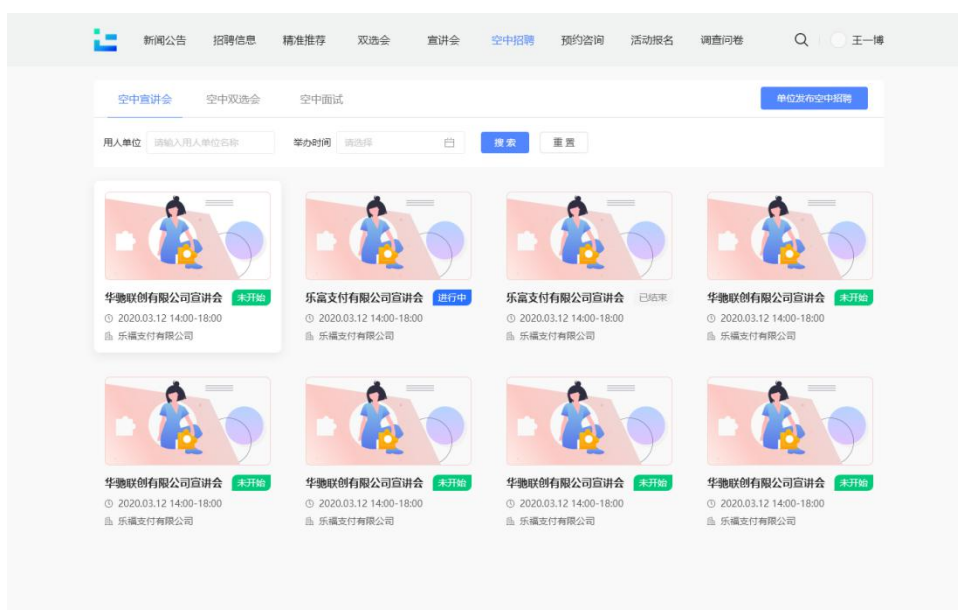 新闻公告 招聘信息 精准推荐 双选会 宣讲会 空中招聘 预约咨询 活动报名 调查问卷 王一博
空中宣讲会 空中双选会 空中面试 单位发布空中招聘
用人单位 请输入用人单位名称 举办时间 请选择 搜索 重置
华驰联创有限公司宣讲会 未开始 乐富支付有限公司宣讲会 进行中 乐富支付有限公司宣讲会 已结束 华驰联创有限公司宣讲会 未开始
2020.03.12 14:00-18:00 2020.03.12 14:00-18:00 2020.03.12 14:00-18:00 2020.03.12 14:00-18:00
乐福支付有限公司 乐福支付有限公司 乐福支付有限公司 乐福支付有限公司
华驰联创有限公司宣讲会 未开始 华驰联创有限公司宣讲会 未开始 华驰联创有限公司宣讲会 未开始 华驰联创有限公司宣讲会 未开始
2020.03.12 14:00-18:00 2020.03.12 14:00-18:00 2020.03.12 14:00-18:00 2020.03.12 14:00-18:00
乐福支付有限公司 乐福支付有限公司 乐福支付有限公司 乐福支付有限公司